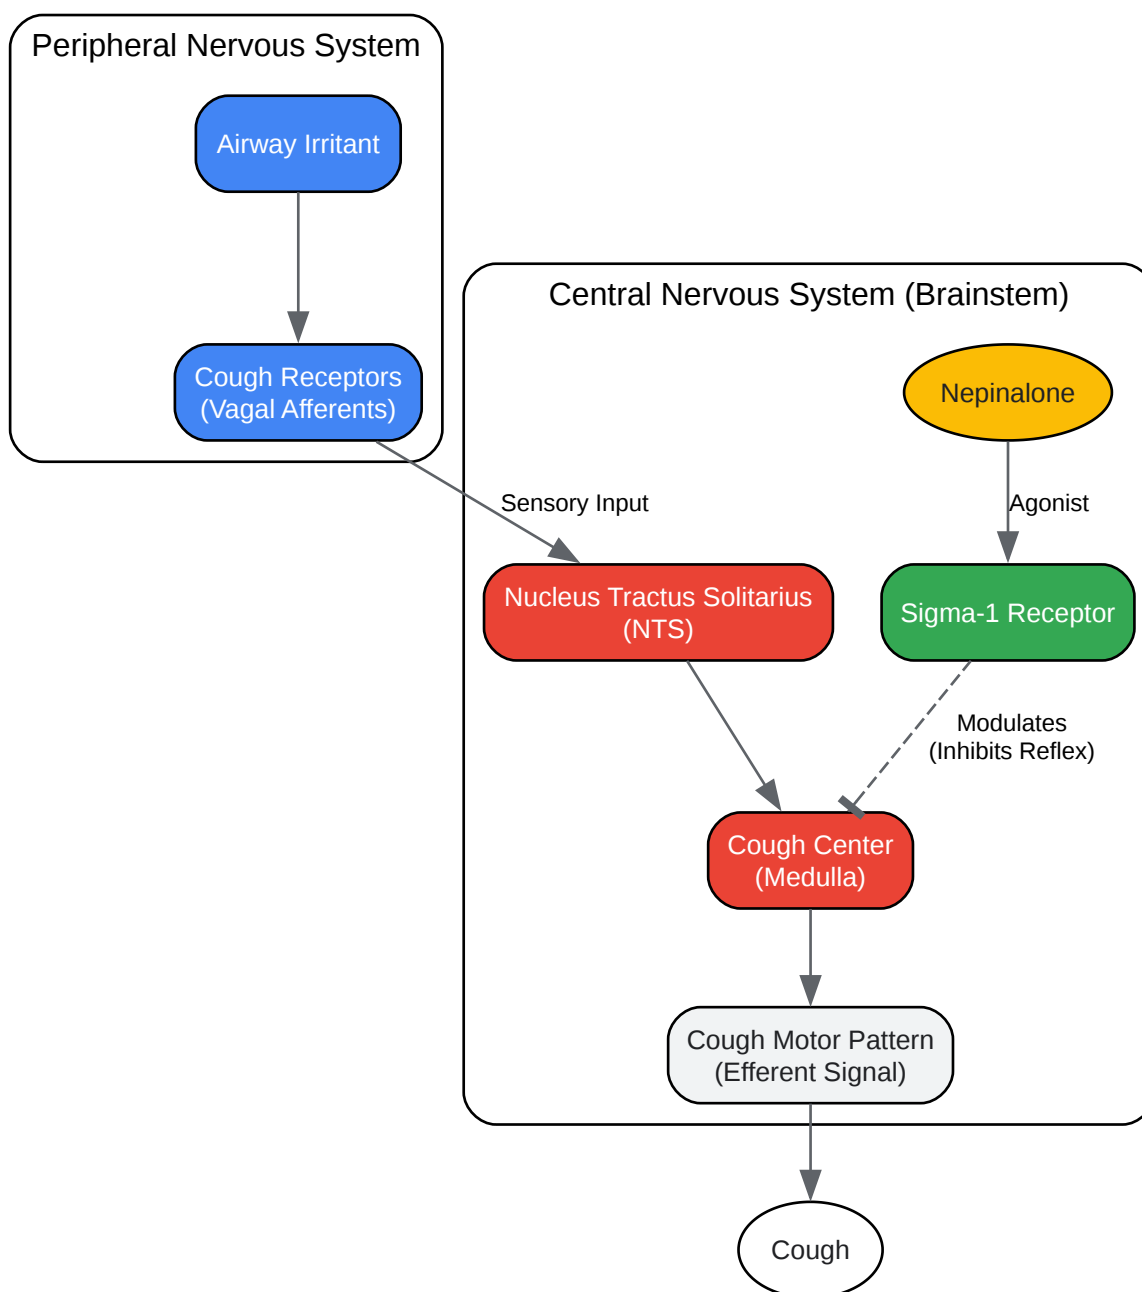 Peripheral Nervous System
Airway Irritant
Cough Receptors
(Vagal Afferents)
Central Nervous System (Brainstem)
Nepinalone
Sensory Input
Agonist
Nucleus Tractus Solitarius
(NTS)
Sigma-1 Receptor
Modulates
(Inhibits Reflex)
Cough Center
(Medulla)
Cough Motor Pattern
(Efferent Signal)
Cough